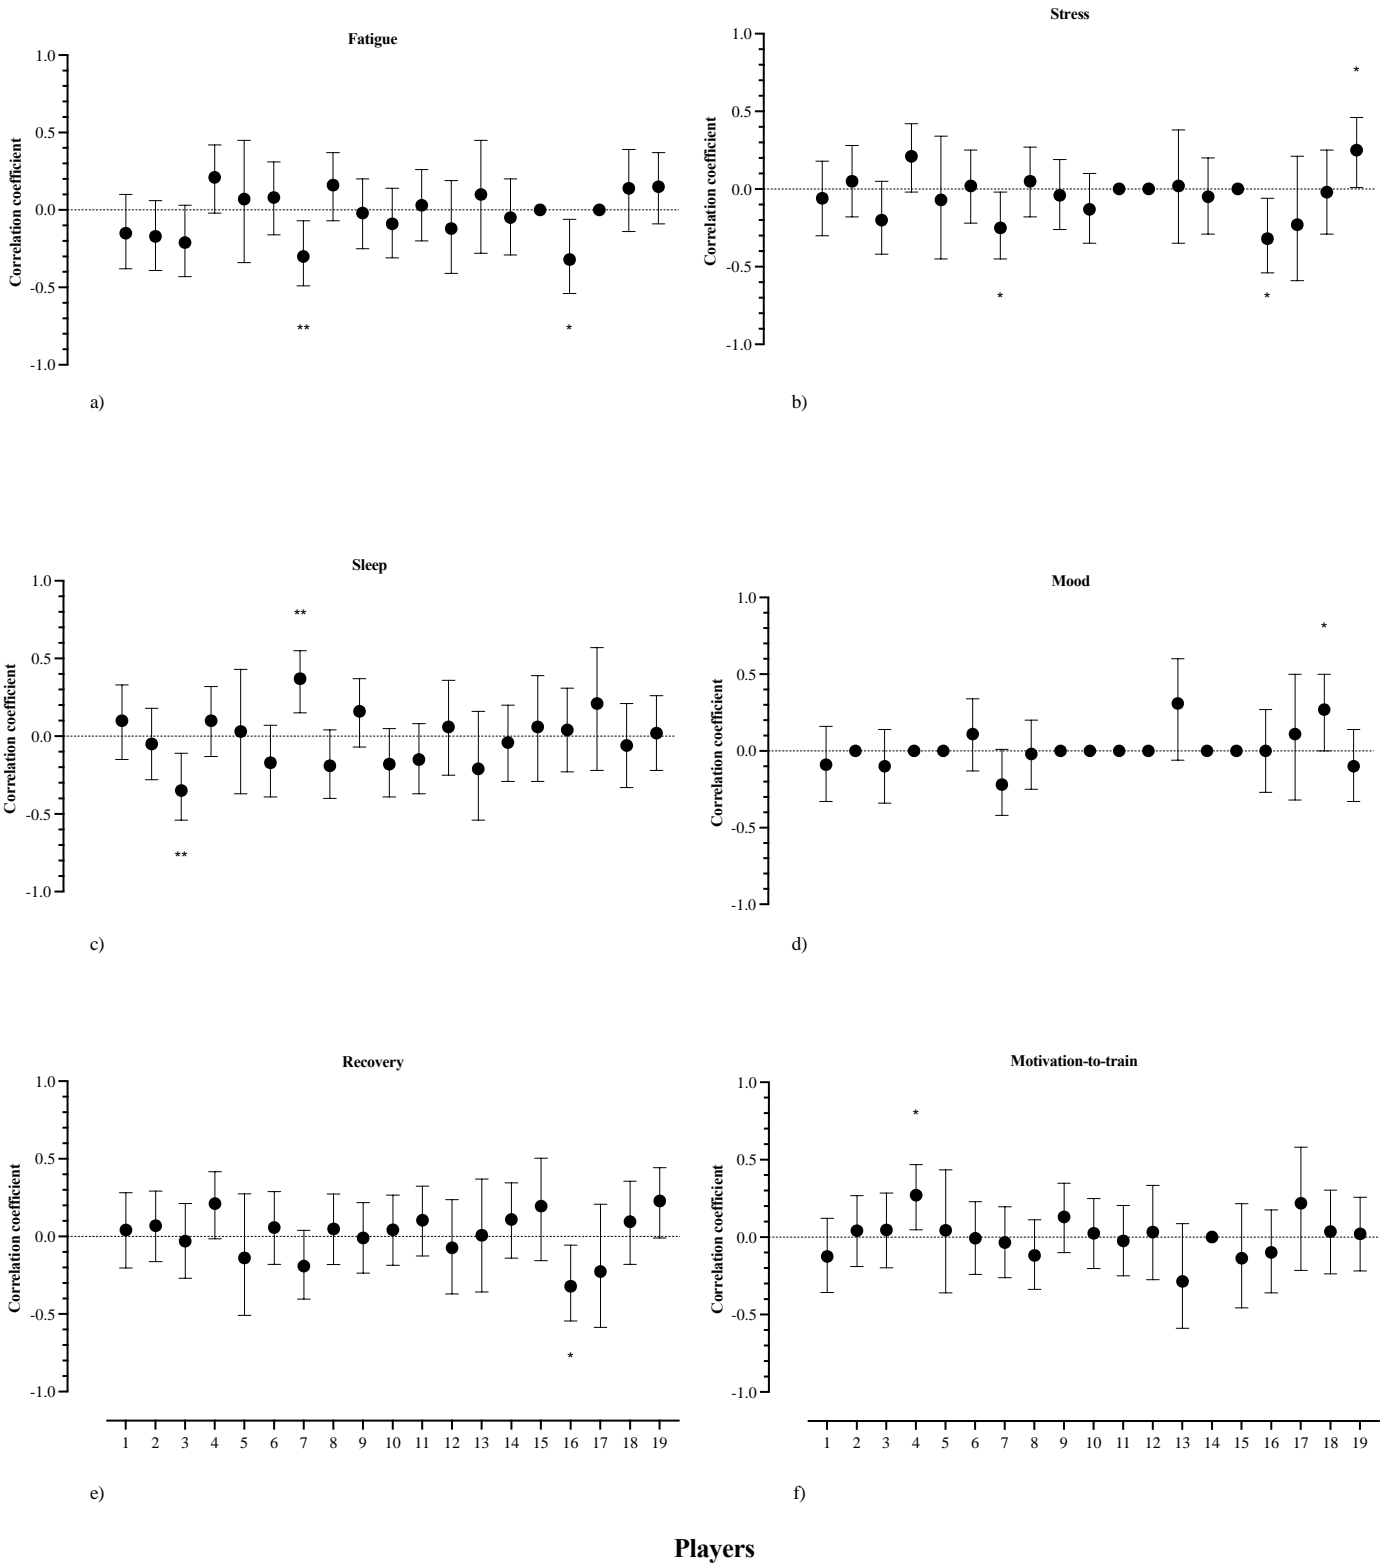 Fatigue
1.0
0.5
0.0
-0.5
-1.0
Correlation coefficient
**
*
a)
Stress
1.0
0.5
0.0
-0.5
-1.0
Correlation coefficient
*
*
*
b)
Sleep
1.0
0.5
0.0
-0.5
-1.0
Correlation coefficient
**
**
c)
Mood
1.0
0.5
0.0
-0.5
-1.0
Correlation coefficient
*
d)
Recovery
1.0
0.5
0.0
-0.5
-1.0
Correlation coefficient
*
1 2 3 4 5 6 7 8 9 10 11 12 13 14 15 16 17 18 19
e)
Motivation-to-train
1.0
0.5
0.0
-0.5
-1.0
Correlation coefficient
*
1 2 3 4 5 6 7 8 9 10 11 12 13 14 15 16 17 18 19
f)
Players